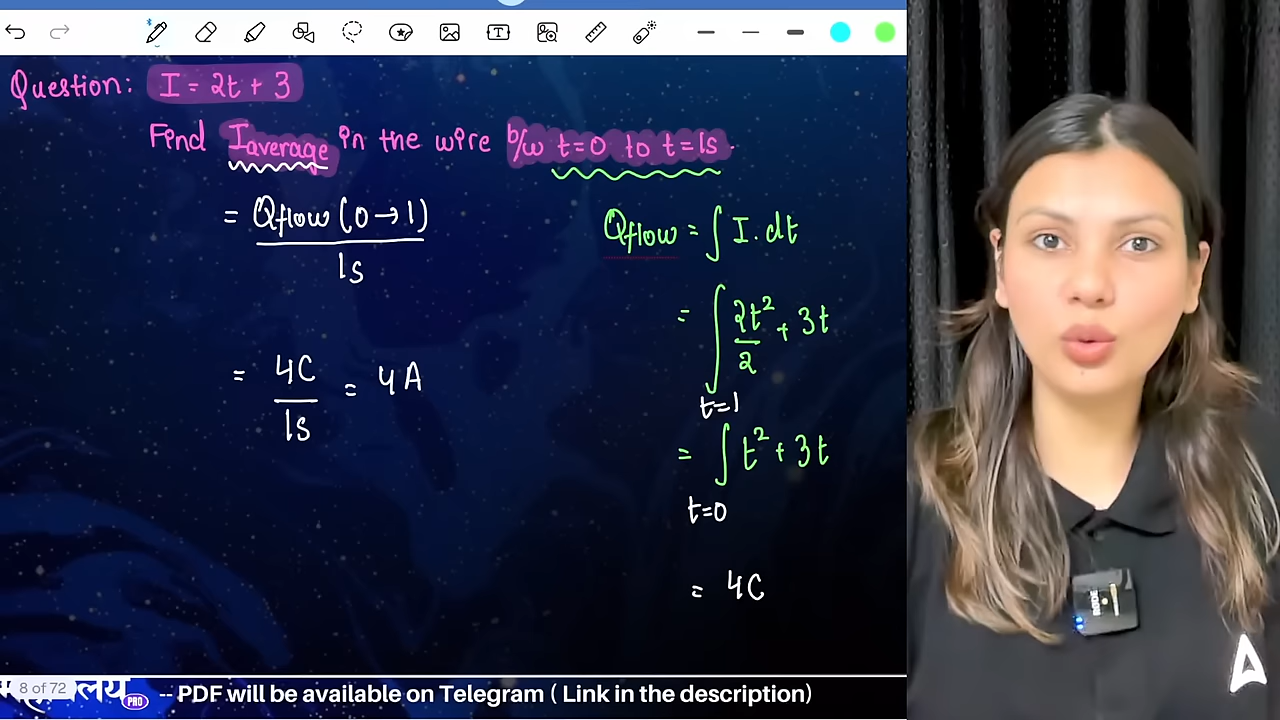 Question: I = 2t + 3
Find Iaverage in the wire b/w t=0 to t=1s.
= Qflow (0→1)
1s
= 4C = 4A
1s
Qflow = ∫ I. dt
= ∫ 2t² + 3t
2
t=1
= ∫ t² + 3t
t=0
= 4C
8 of 72
PRO
-- PDF will be available on Telegram ( Link in the description)
RODE